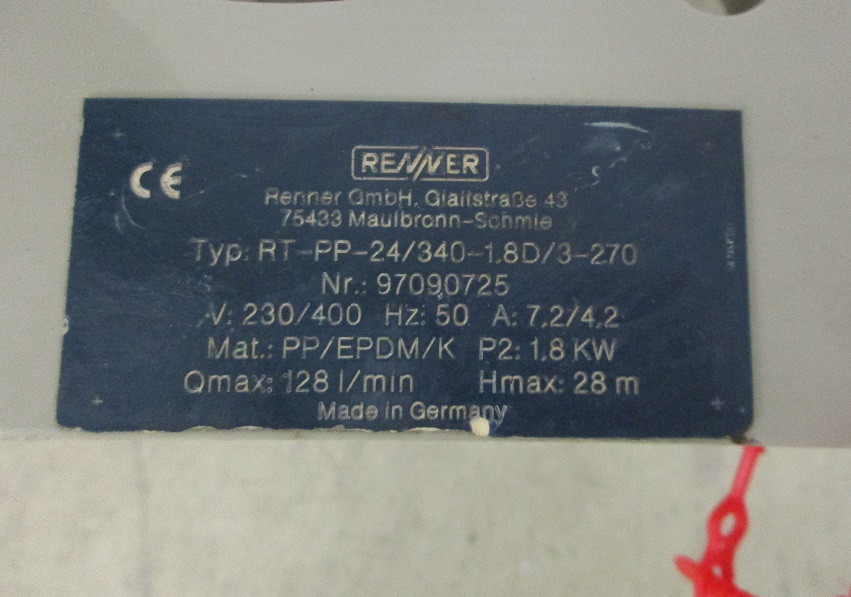 RENNER
CE
Renner GmbH, Glaitstraße 43
75433 Maulbronn-Schmie
Typ: RT-PP-24/340-1,8D/3-270
Nr.: 97090725
V: 230/400 Hz: 50 A: 7,2/4,2
Mat.: PP/EPDM/K P2: 1,8 KW
Qmax: 128 l/min Hmax: 28 m
Made in Germany